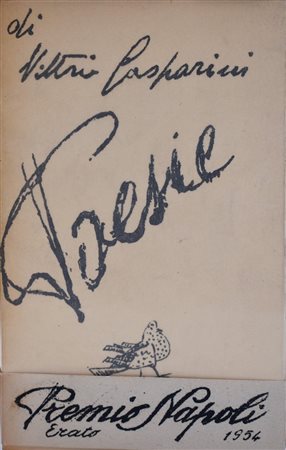 di
Vittorio Gasparini
Poesie
Premio Napoli
Erato 1954